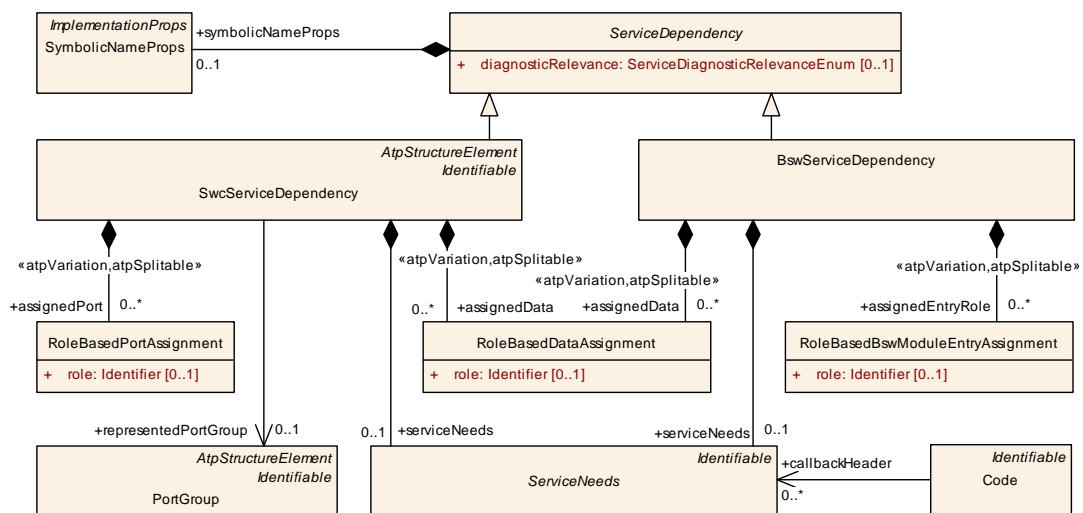 ImplementationProps
SymbolicNameProps
+symbolicNameProps
0..1
ServiceDependency
+ diagnosticRelevance: ServiceDiagnosticRelevanceEnum [0..1]
AtpStructureElement
Identifiable
SwcServiceDependency
BswServiceDependency
«atpVariation,atpSplitable»
+assignedPort 0..*
«atpVariation,atpSplitable»
0..* +assignedData
«atpVariation,atpSplitable»
+assignedData 0..*
«atpVariation,atpSplitable»
+assignedEntryRole 0..*
RoleBasedPortAssignment
+ role: Identifier [0..1]
RoleBasedDataAssignment
+ role: Identifier [0..1]
RoleBasedBswModuleEntryAssignment
+ role: Identifier [0..1]
+representedPortGroup 0..1
0..1 +serviceNeeds
+serviceNeeds 0..1
AtpStructureElement
Identifiable
PortGroup
Identifiable
ServiceNeeds
+callbackHeader
0..*
Identifiable
Code